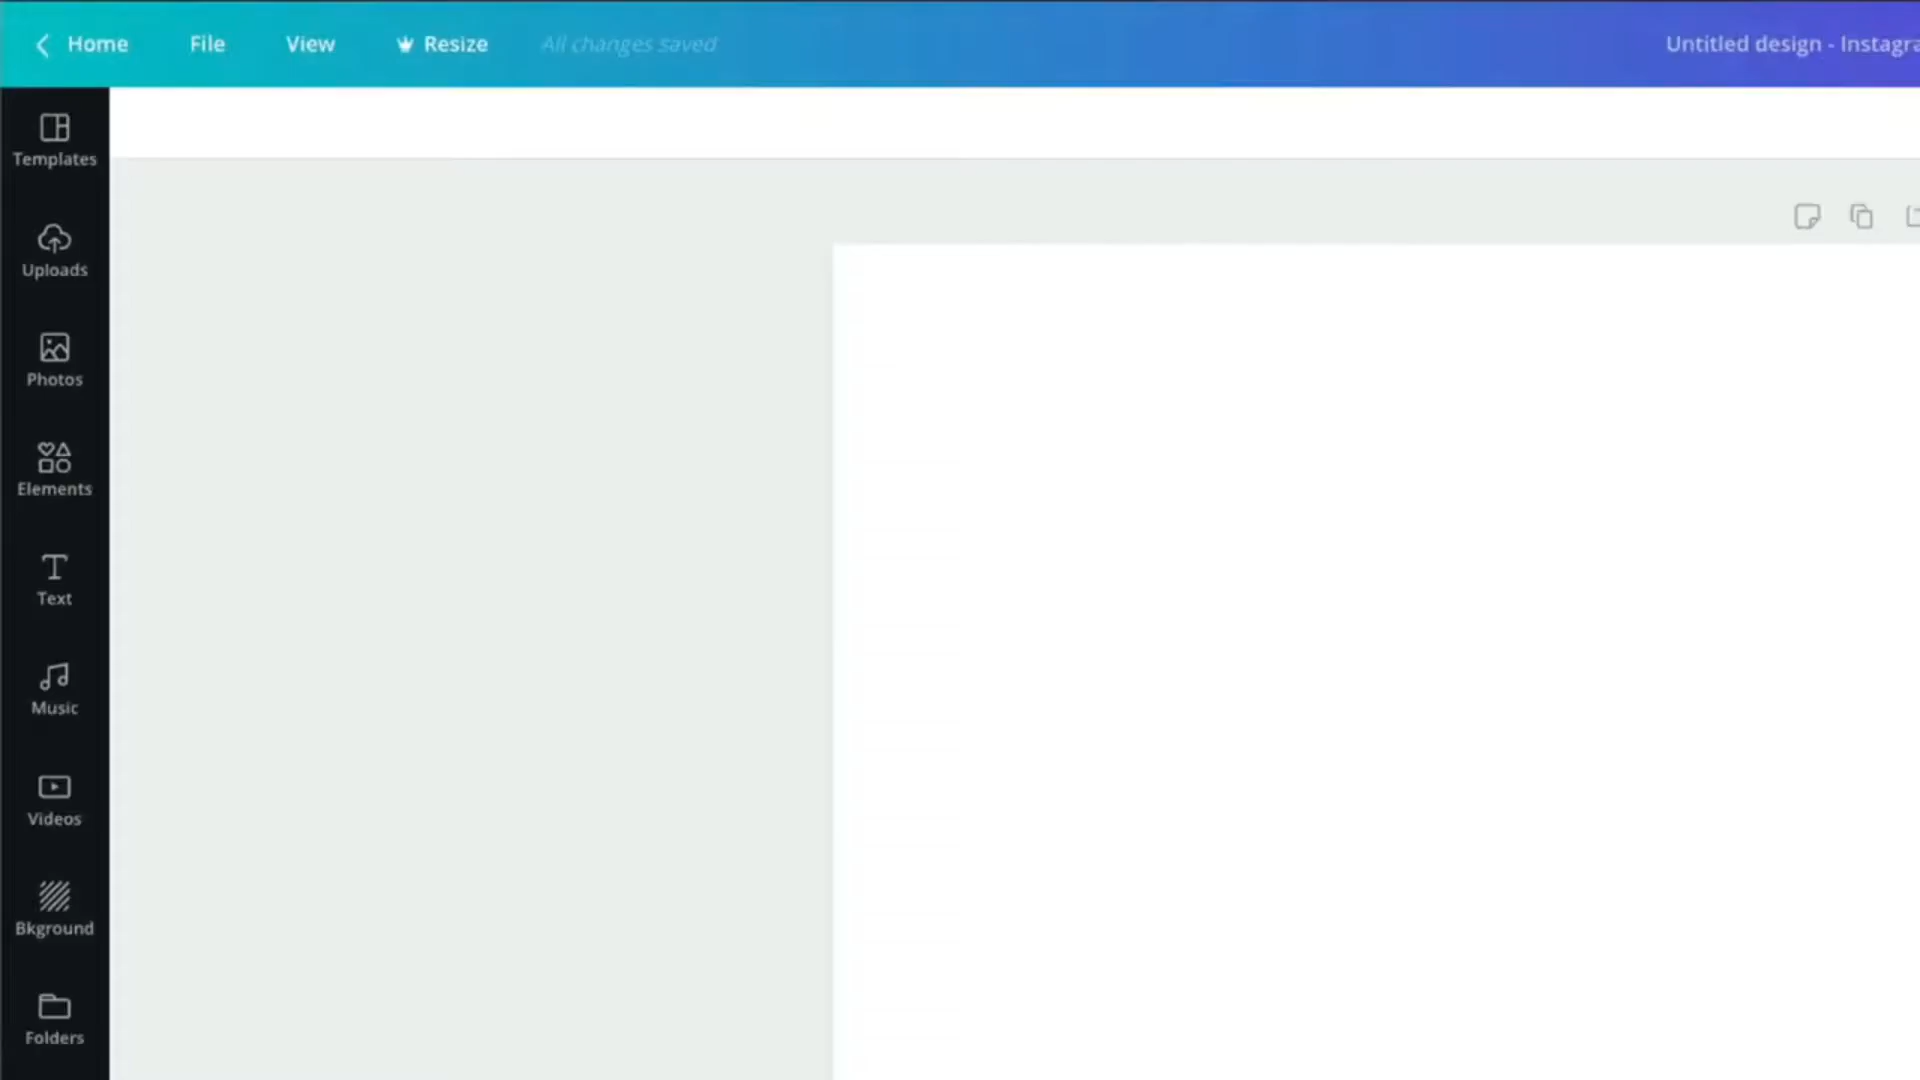 Home File View Resize All changes saved Untitled design - Instagra
Templates
Uploads
Photos
Elements
Text
Music
Videos
Bkground
Folders